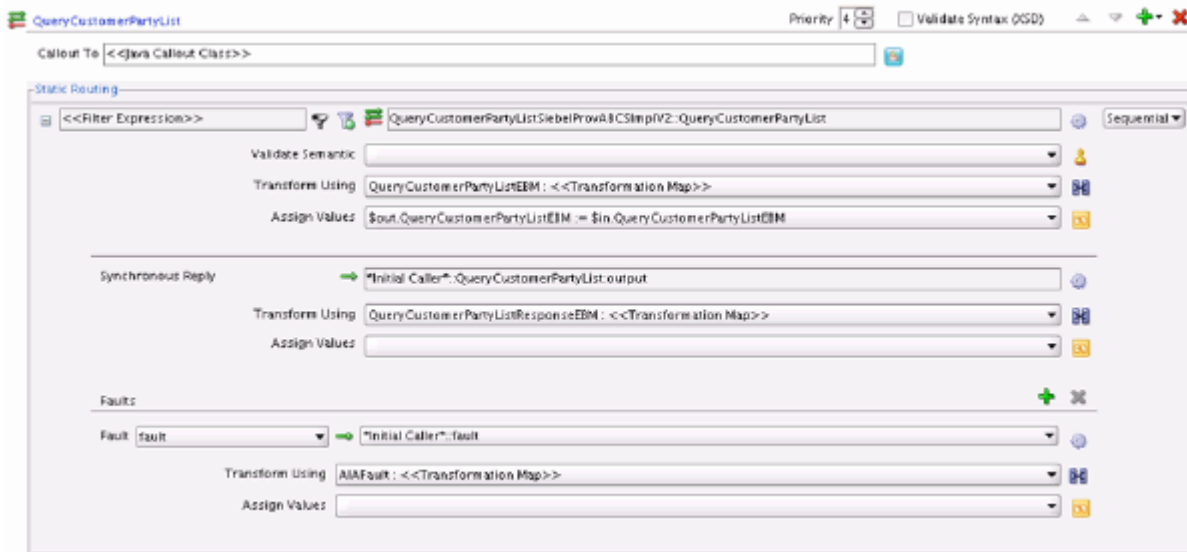 QueryCustomerPartyList Priority 4 Validate Syntax (XSD)
Callout To <<Java Callout Class>>
Static Routing
<<Filter Expression>> QueryCustomerPartyListSiebelProvABCSImplV2::QueryCustomerPartyList Sequential
Validate Semantic
Transform Using QueryCustomerPartyListEBM : <<Transformation Map>>
Assign Values $out.QueryCustomerPartyListEBM := $in.QueryCustomerPartyListEBM
Synchronous Reply *Initial Caller*::QueryCustomerPartyList:output
Transform Using QueryCustomerPartyListResponseEBM : <<Transformation Map>>
Assign Values
Faults
Fault fault *Initial Caller*::fault
Transform Using AIAFault : <<Transformation Map>>
Assign Values